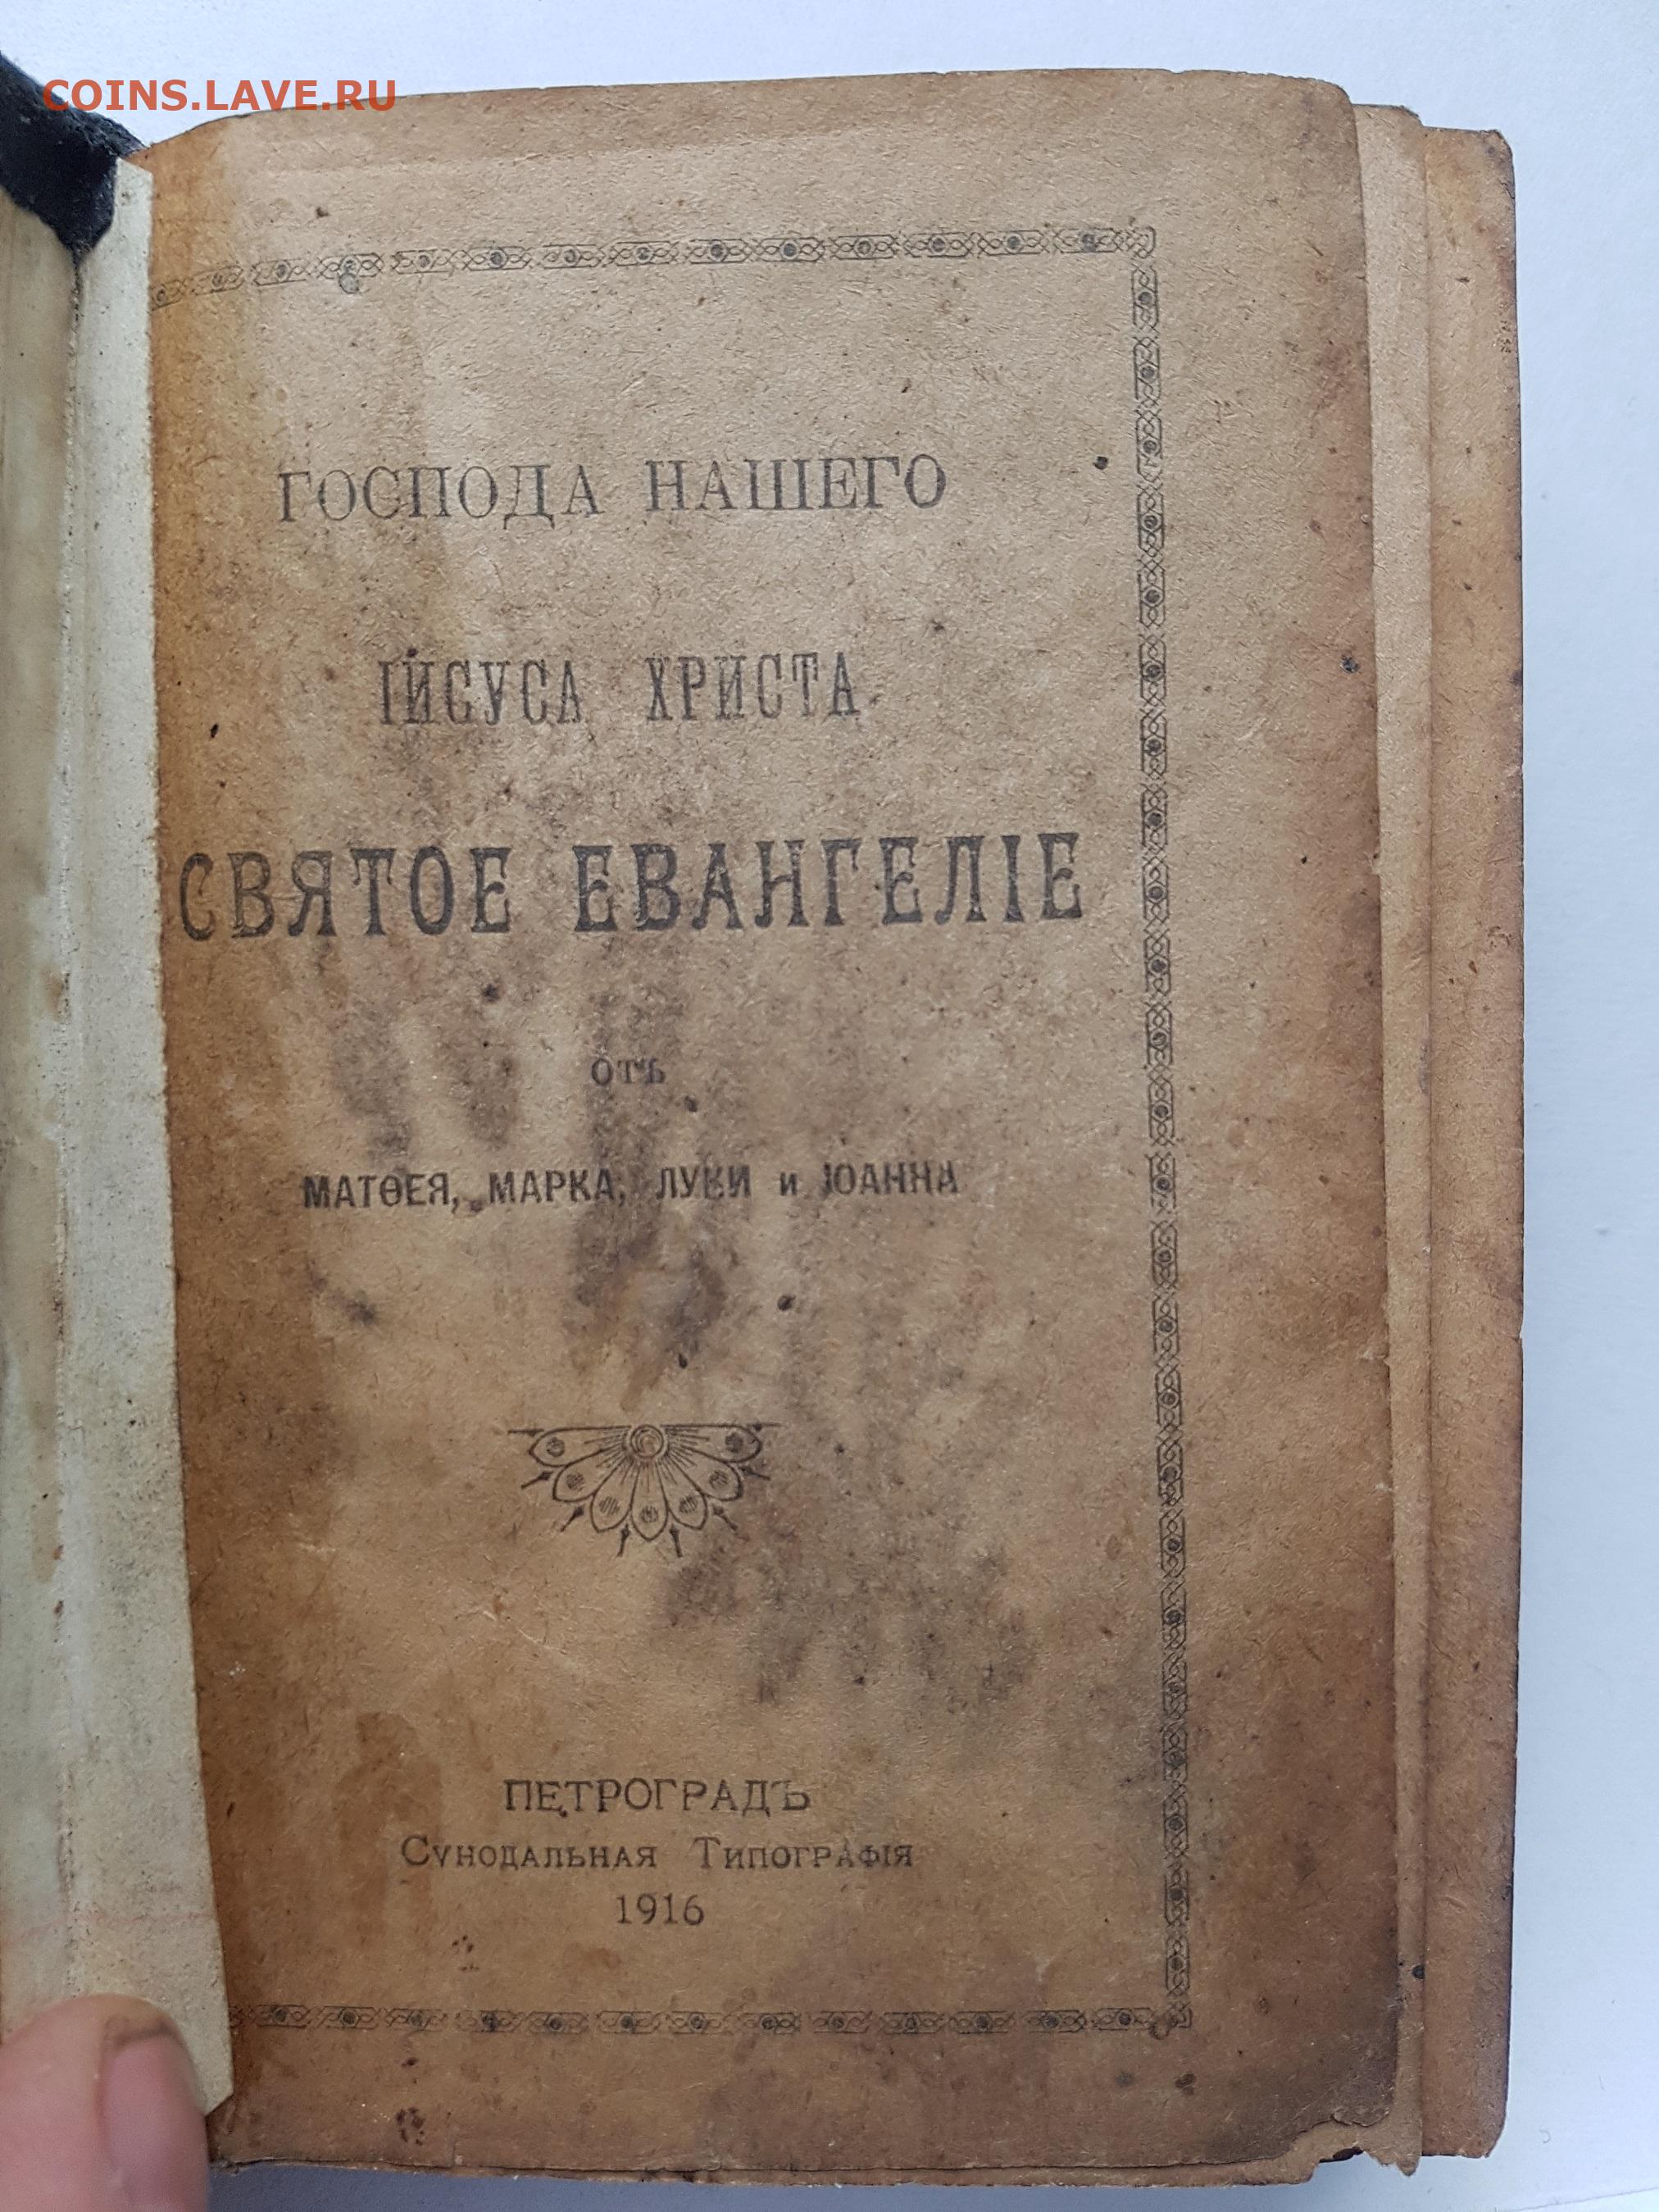 COINS.LAVE.RU
ГОСПОДА НАШЕГО
ІИСУСА ХРИСТА
СВЯТОЕ ЕВАНГЕЛІЕ
отъ
МАТѲЕЯ, МАРКА, ЛУКИ и ІОАННА
ПЕТРОГРАДЪ
Сѵнодальная Типографія
1916